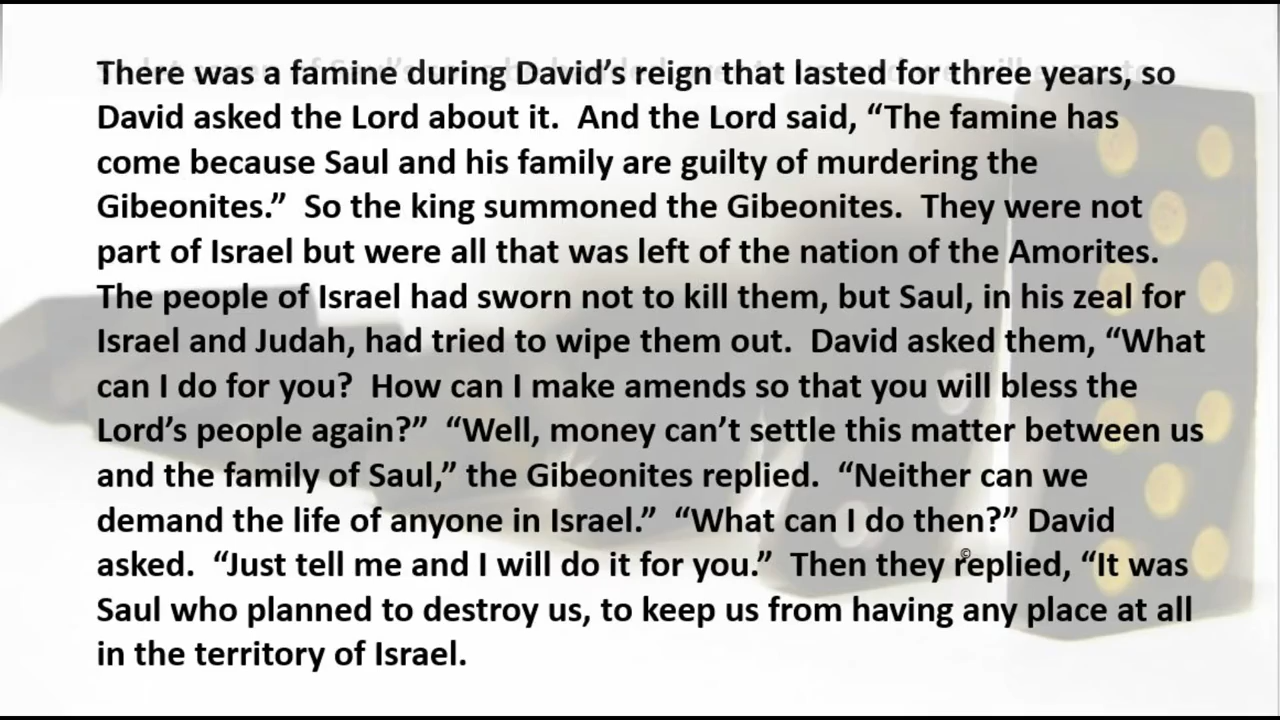 There was a famine during David’s reign that lasted for three years, so
David asked the Lord about it.  And the Lord said, “The famine has
come because Saul and his family are guilty of murdering the
Gibeonites.”  So the king summoned the Gibeonites.  They were not
part of Israel but were all that was left of the nation of the Amorites.
The people of Israel had sworn not to kill them, but Saul, in his zeal for
Israel and Judah, had tried to wipe them out.  David asked them, “What
can I do for you?  How can I make amends so that you will bless the
Lord’s people again?”  “Well, money can’t settle this matter between us
and the family of Saul,” the Gibeonites replied.  “Neither can we
demand the life of anyone in Israel.”  “What can I do then?” David
asked.  “Just tell me and I will do it for you.”  Then they replied, “It was
Saul who planned to destroy us, to keep us from having any place at all
in the territory of Israel.